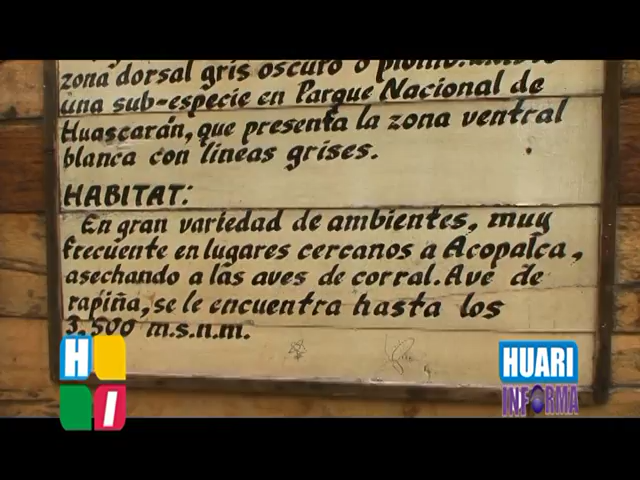 zona dorsal gris oscuro o plomo.
una sub-especie en Parque Nacional de
Huascarán, que presenta la zona ventral
blanca con lineas grises.
HABITAT:
En gran variedad de ambientes, muy
frecuente en lugares cercanos a Acopalca,
asechando a las aves de corral. Ave de
rapiña, se le encuentra hasta los
3.500 m.s.n.m.
HI
HUARI
INFORMA